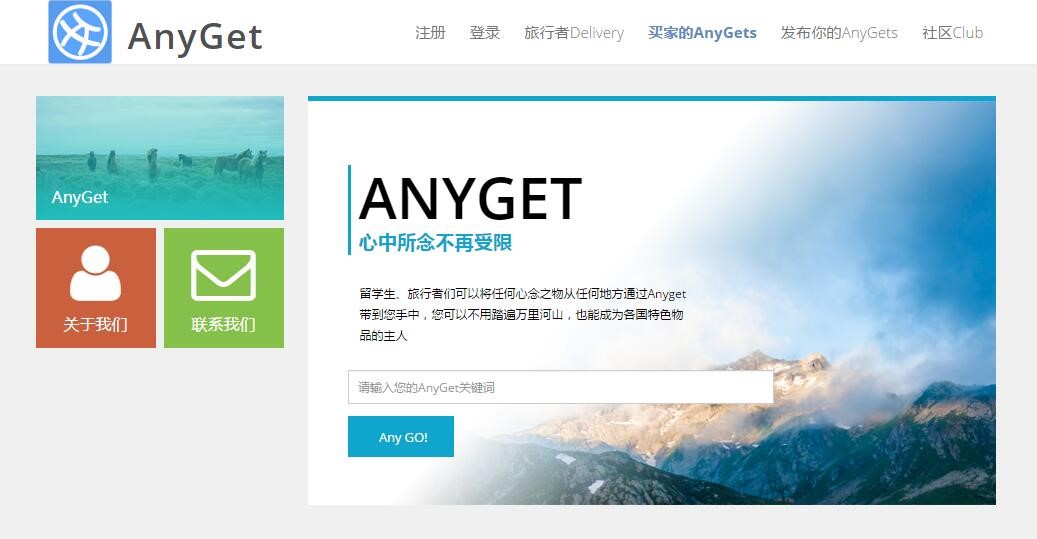 AnyGet
注册 登录 旅行者Delivery 买家的AnyGets 发布你的AnyGets 社区Club
AnyGet
关于我们 联系我们
ANYGET
心中所念不再受限
留学生、旅行者们可以将任何心念之物从任何地方通过Anyget
带到您手中，您可以不用踏遍万里河山，也能成为各国特色物
品的主人
请输入您的AnyGet关键词
Any GO!